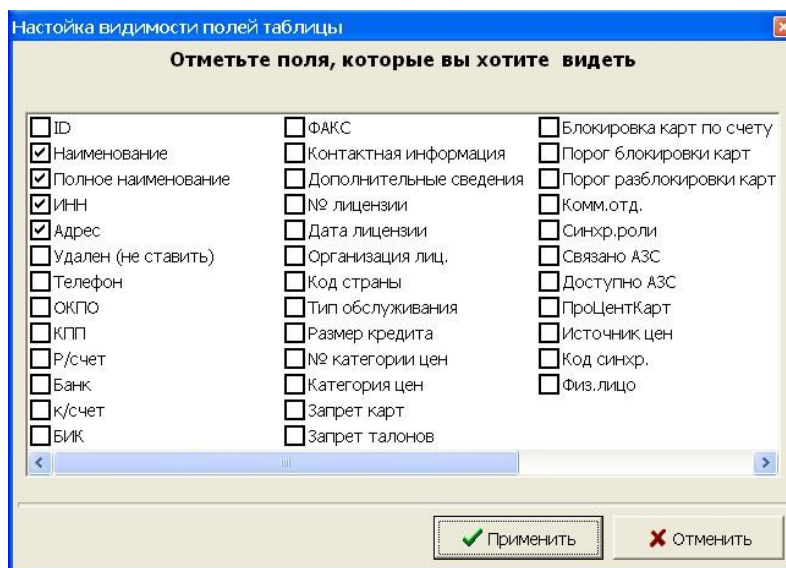 Настойка видимости полей таблицы
Отметьте поля, которые вы хотите видеть
ID
Наименование
Полное наименование
ИНН
Адрес
Удален (не ставить)
Телефон
ОКПО
КПП
Р/счет
Банк
к/счет
БИК
ФАКС
Контактная информация
Дополнительные сведения
№ лицензии
Дата лицензии
Организация лиц.
Код страны
Тип обслуживания
Размер кредита
№ категории цен
Категория цен
Запрет карт
Запрет талонов
Блокировка карт по счету
Порог блокировки карт
Порог разблокировки карт
Комм.отд.
Синхр.роли
Связано АЗС
Доступно АЗС
ПроЦентКарт
Источник цен
Код синхр.
Физ.лицо
Применить
Отменить